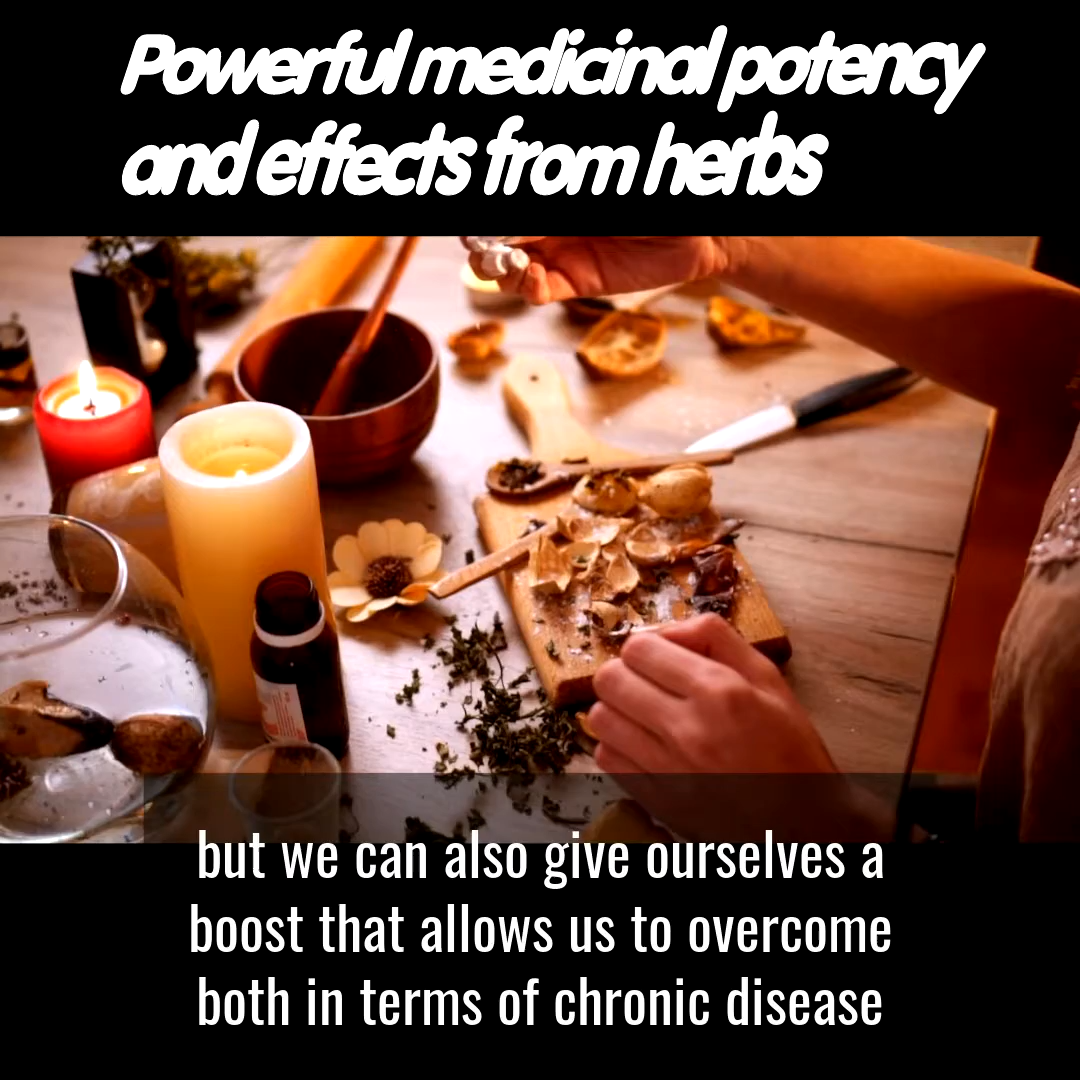 Powerful medicinal potency
and effects from herbs
but we can also give ourselves a
boost that allows us to overcome
both in terms of chronic disease